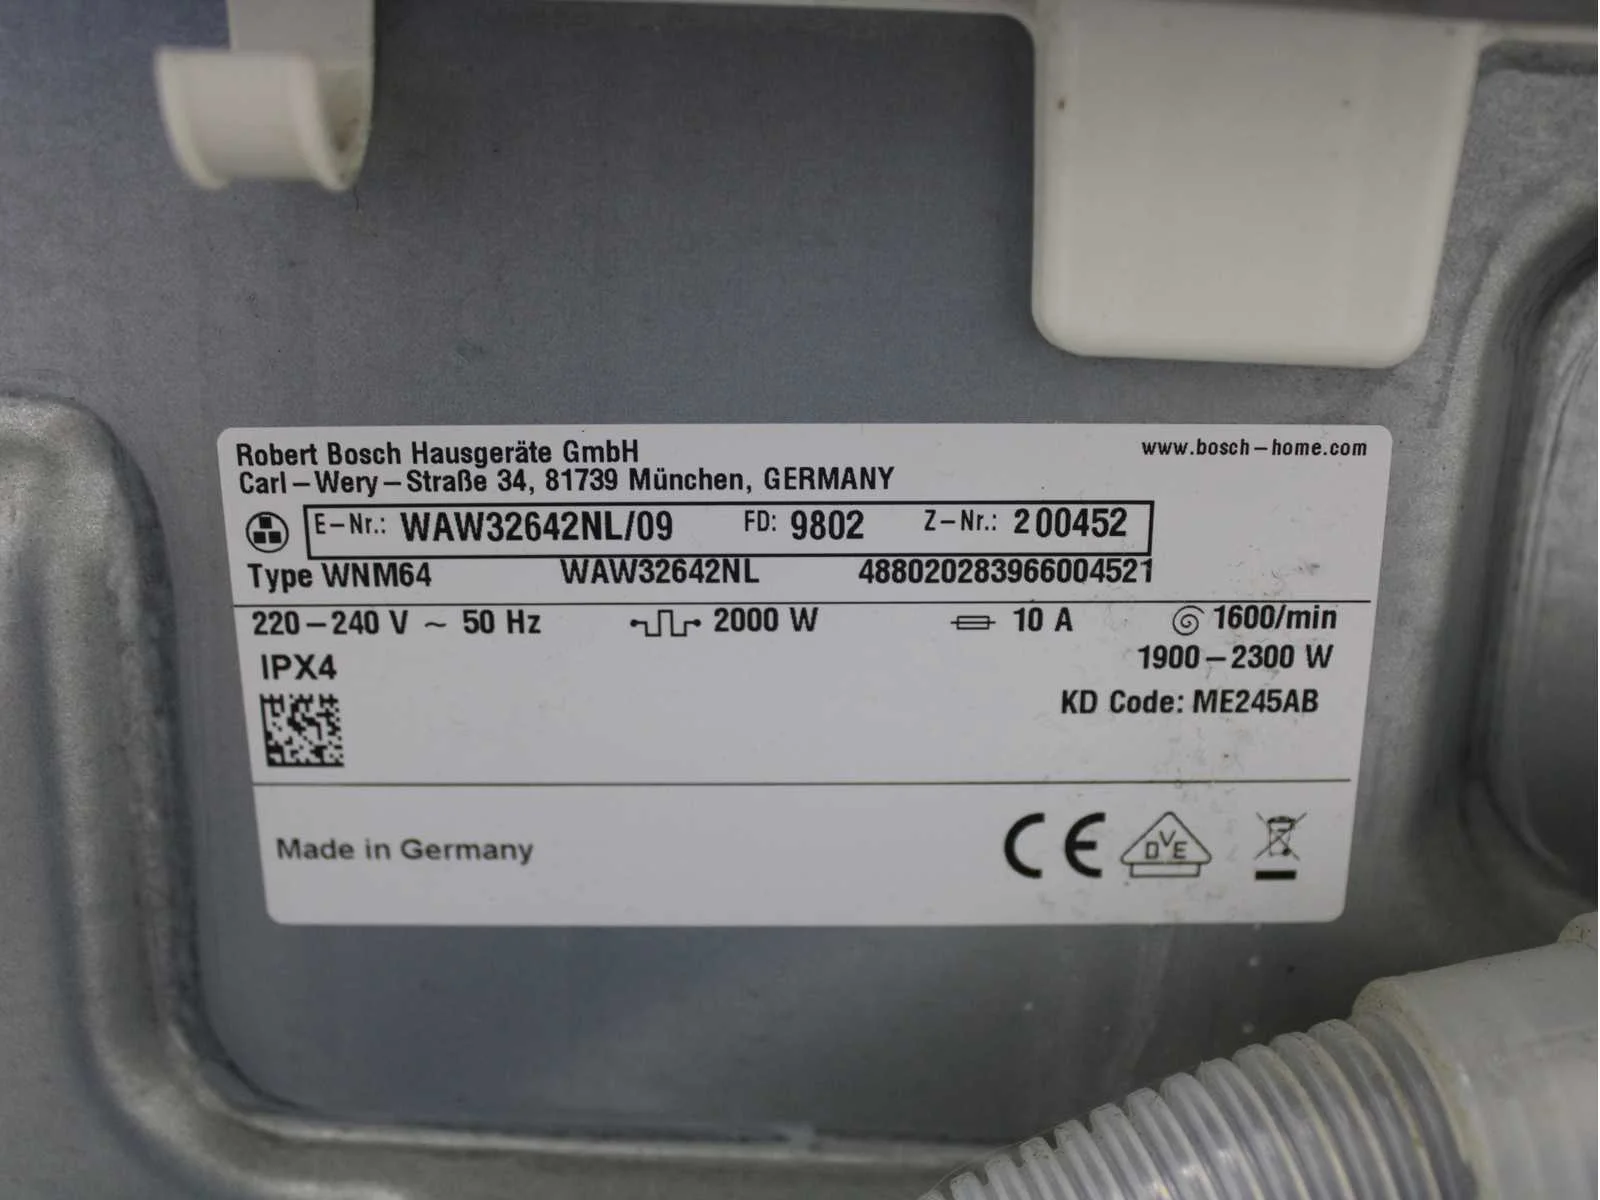 Robert Bosch Hausgeräte GmbH
www.bosch-home.com
Carl-Wery-Straße 34, 81739 München, GERMANY
E-Nr.: WAW32642NL/09 FD: 9802 Z-Nr.: 200452
Type WNM64 WAW32642NL 488020283966004521
220-240 V ~ 50 Hz 2000 W 10 A 1600/min
IPX4 1900-2300 W
KD Code: ME245AB
Made in Germany CE DVE